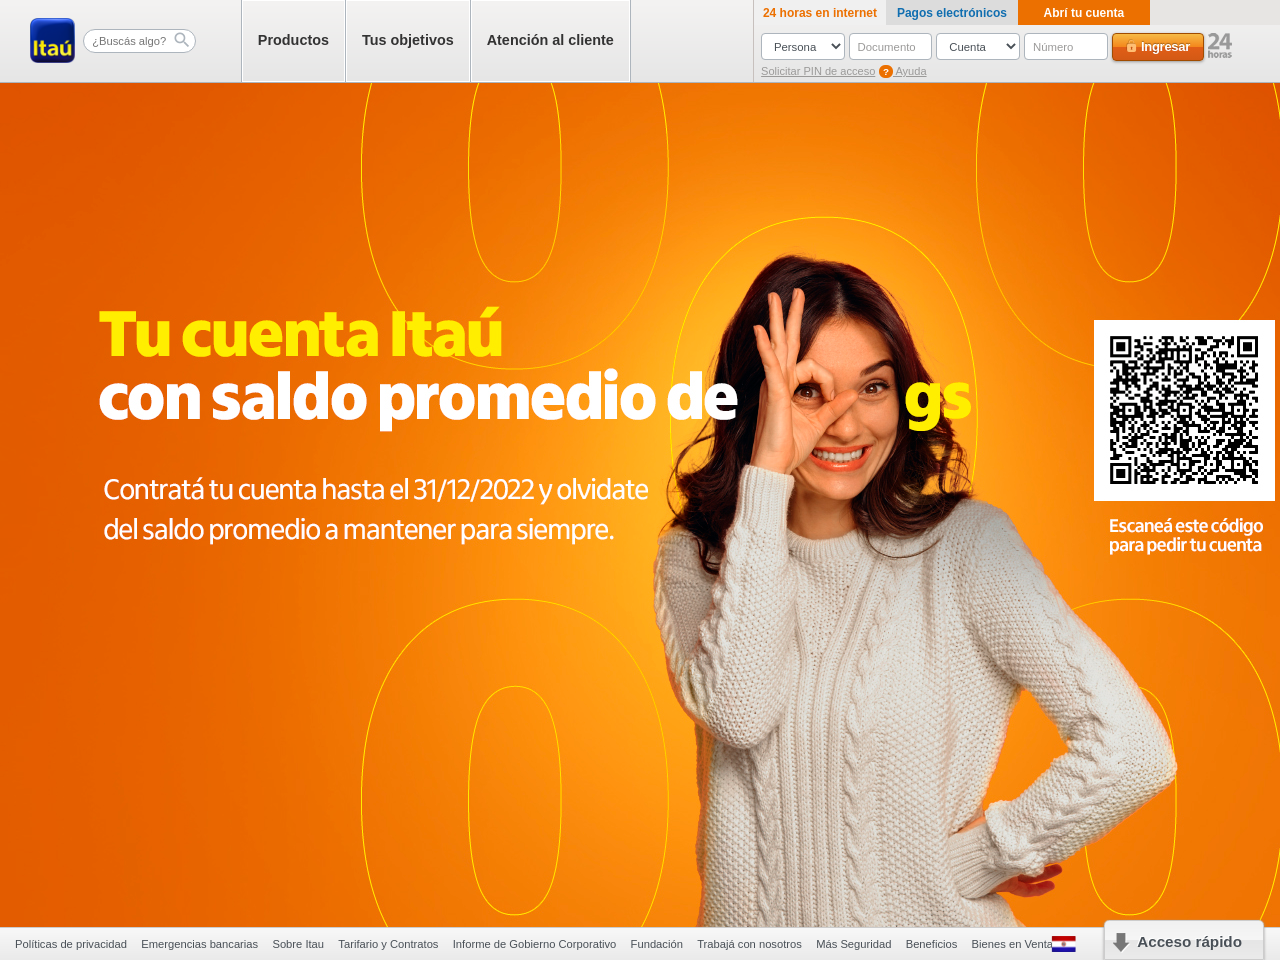 Itaú
¿Buscás algo?
Productos
Tus objetivos
Atención al cliente
24 horas en internet
Pagos electrónicos
Abrí tu cuenta
Persona
Documento
Cuenta
Número
Ingresar
24 horas
Solicitar PIN de acceso ? Ayuda
Tu cuenta Itaú
con saldo promedio de gs
Contratá tu cuenta hasta el 31/12/2022 y olvidate
del saldo promedio a mantener para siempre.
Escaneá este código
para pedir tu cuenta
Políticas de privacidad
Emergencias bancarias
Sobre Itau
Tarifario y Contratos
Informe de Gobierno Corporativo
Fundación
Trabajá con nosotros
Más Seguridad
Beneficios
Bienes en Venta
Acceso rápido